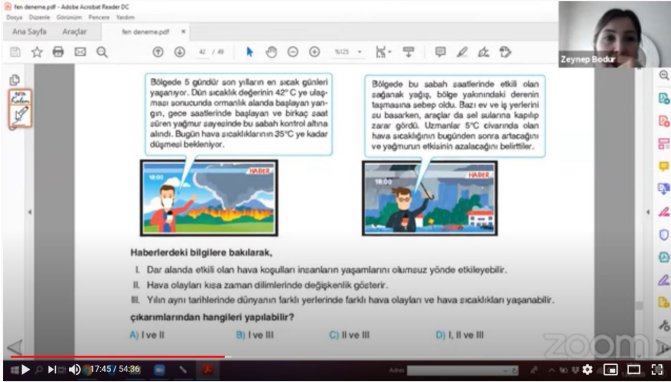 fen deneme.pdf - Adobe Acrobat Reader DC
Dosya Düzenle Görünüm Pencere Yardım
Ana Sayfa Araçlar fen deneme.pdf
42 / 49
%125
Zeynep Bodur
Bölgede 5 gündür son yılların en sıcak günleri
yaşanıyor. Dün sıcaklık değerinin 42°C ye ulaş-
ması sonucunda ormanlık alanda başlayan yan-
gın, gece saatlerinde başlayan ve birkaç saat
süren yağmur sayesinde bu sabah kontrol altına
alındı. Bugün hava sıcaklıklarının 35°C ye kadar
düşmesi bekleniyor.
HABER
16:00
Bölgede bu sabah saatlerinde etkili olan
sağanak yağış, bölge yakınındaki derenin
taşmasına sebep oldu. Bazı ev ve iş yerlerini
su basarken, araçlar da sel sularına kapılıp
zarar gördü. Uzmanlar 5°C civarında olan
hava sıcaklığının bugünden sonra artacağını
ve yağmurun etkisinin azalacağını belirttiler.
HABER
16:00
Haberlerdeki bilgilere bakılarak,
I. Dar alanda etkili olan hava koşulları insanların yaşamlarını olumsuz yönde etkileyebilir.
II. Hava olayları kısa zaman dilimlerinde değişkenlik gösterir.
III. Yılın aynı tarihlerinde dünyanın farklı yerlerinde farklı hava olayları ve hava sıcaklıkları yaşanabilir.
çıkarımlarından hangileri yapılabilir?
A) I ve II B) I ve III C) II ve III D) I, II ve III
zoom
17:45 / 54:36
Adres